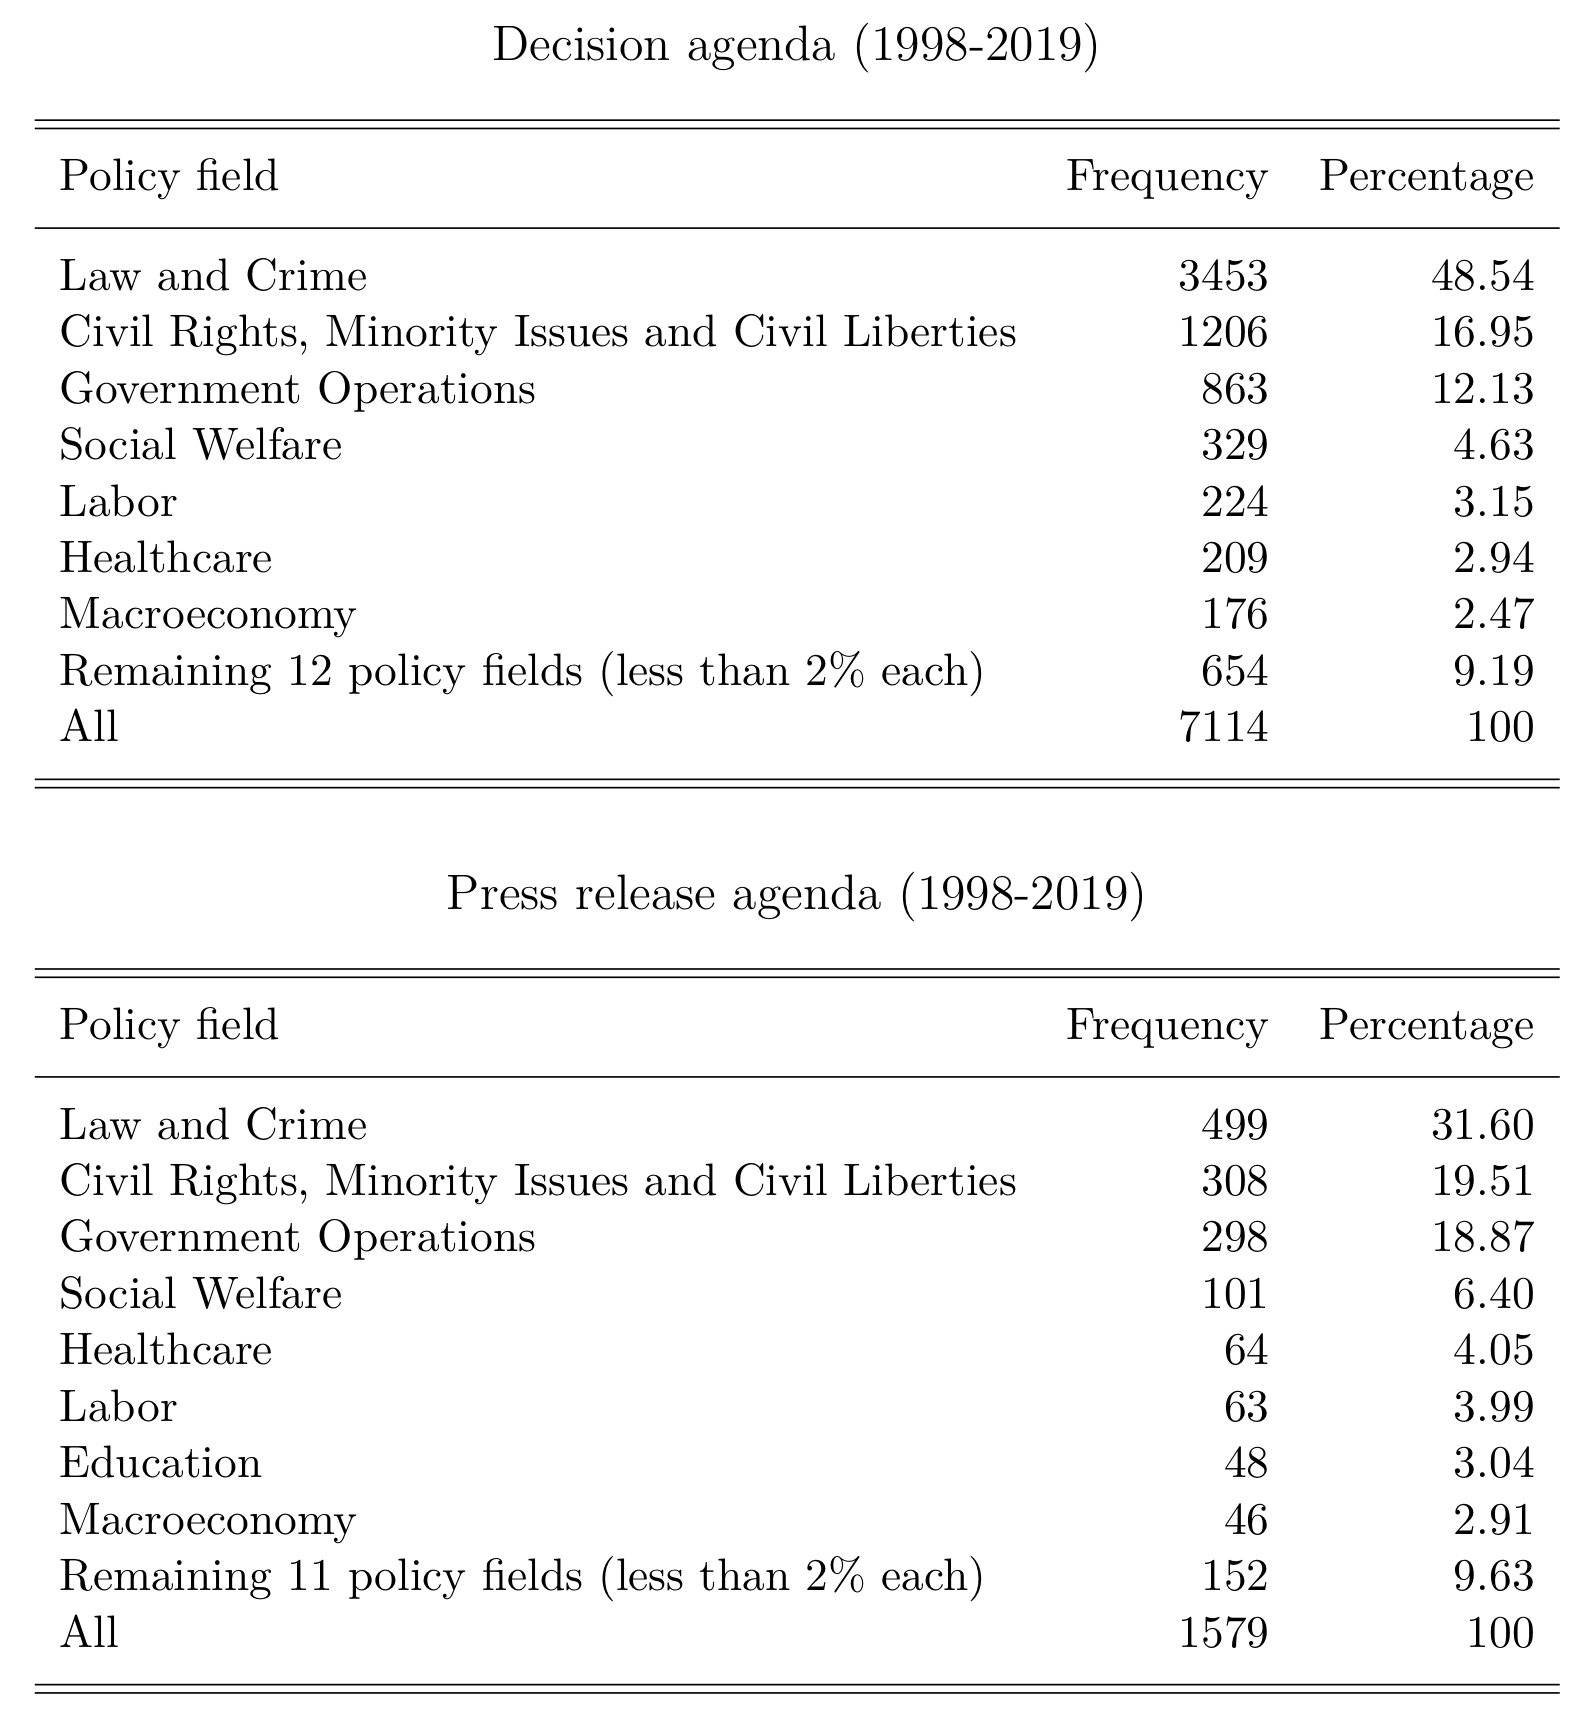 Decision agenda (1998-2019)
Policy field Frequency Percentage
Law and Crime 3453 48.54
Civil Rights, Minority Issues and Civil Liberties 1206 16.95
Government Operations 863 12.13
Social Welfare 329 4.63
Labor 224 3.15
Healthcare 209 2.94
Macroeconomy 176 2.47
Remaining 12 policy fields (less than 2% each) 654 9.19
All 7114 100
Press release agenda (1998-2019)
Policy field Frequency Percentage
Law and Crime 499 31.60
Civil Rights, Minority Issues and Civil Liberties 308 19.51
Government Operations 298 18.87
Social Welfare 101 6.40
Healthcare 64 4.05
Labor 63 3.99
Education 48 3.04
Macroeconomy 46 2.91
Remaining 11 policy fields (less than 2% each) 152 9.63
All 1579 100